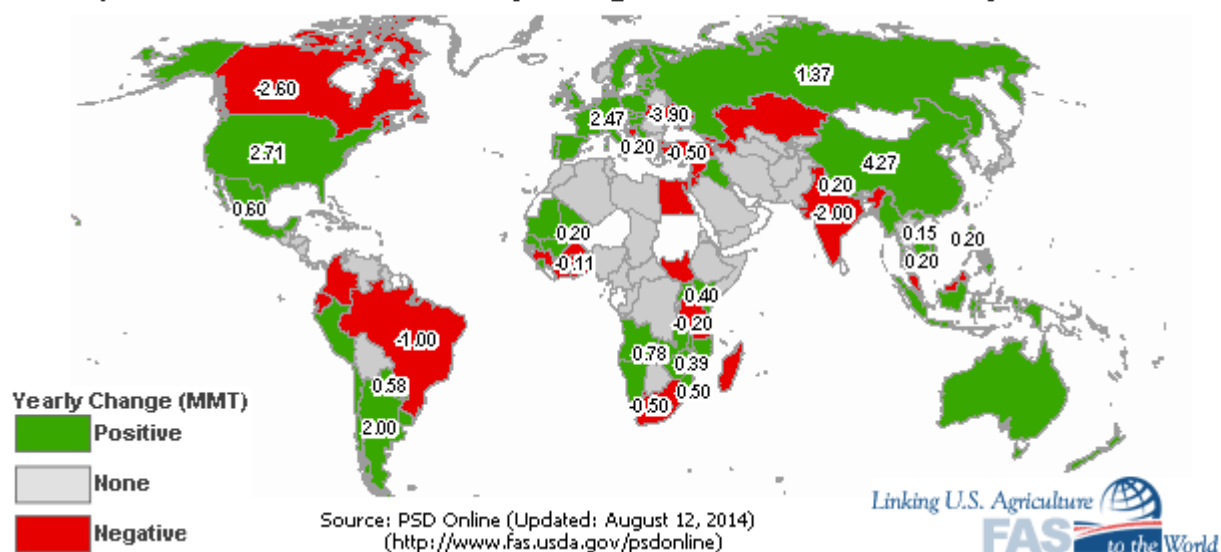 -2.60
1.37
2.47
-3.90
2.71
0.20
-0.50
4.27
0.20
0.60
-2.00
0.20
0.15
0.20
-0.11
0.20
0.40
-0.20
-1.00
0.78
0.39
0.58
0.50
-0.50
2.00
Yearly Change (MMT)
Positive
None
Negative
Source: PSD Online (Updated: August 12, 2014)
(http://www.fas.usda.gov/psdonline)
Linking U.S. Agriculture
FAS
to the World